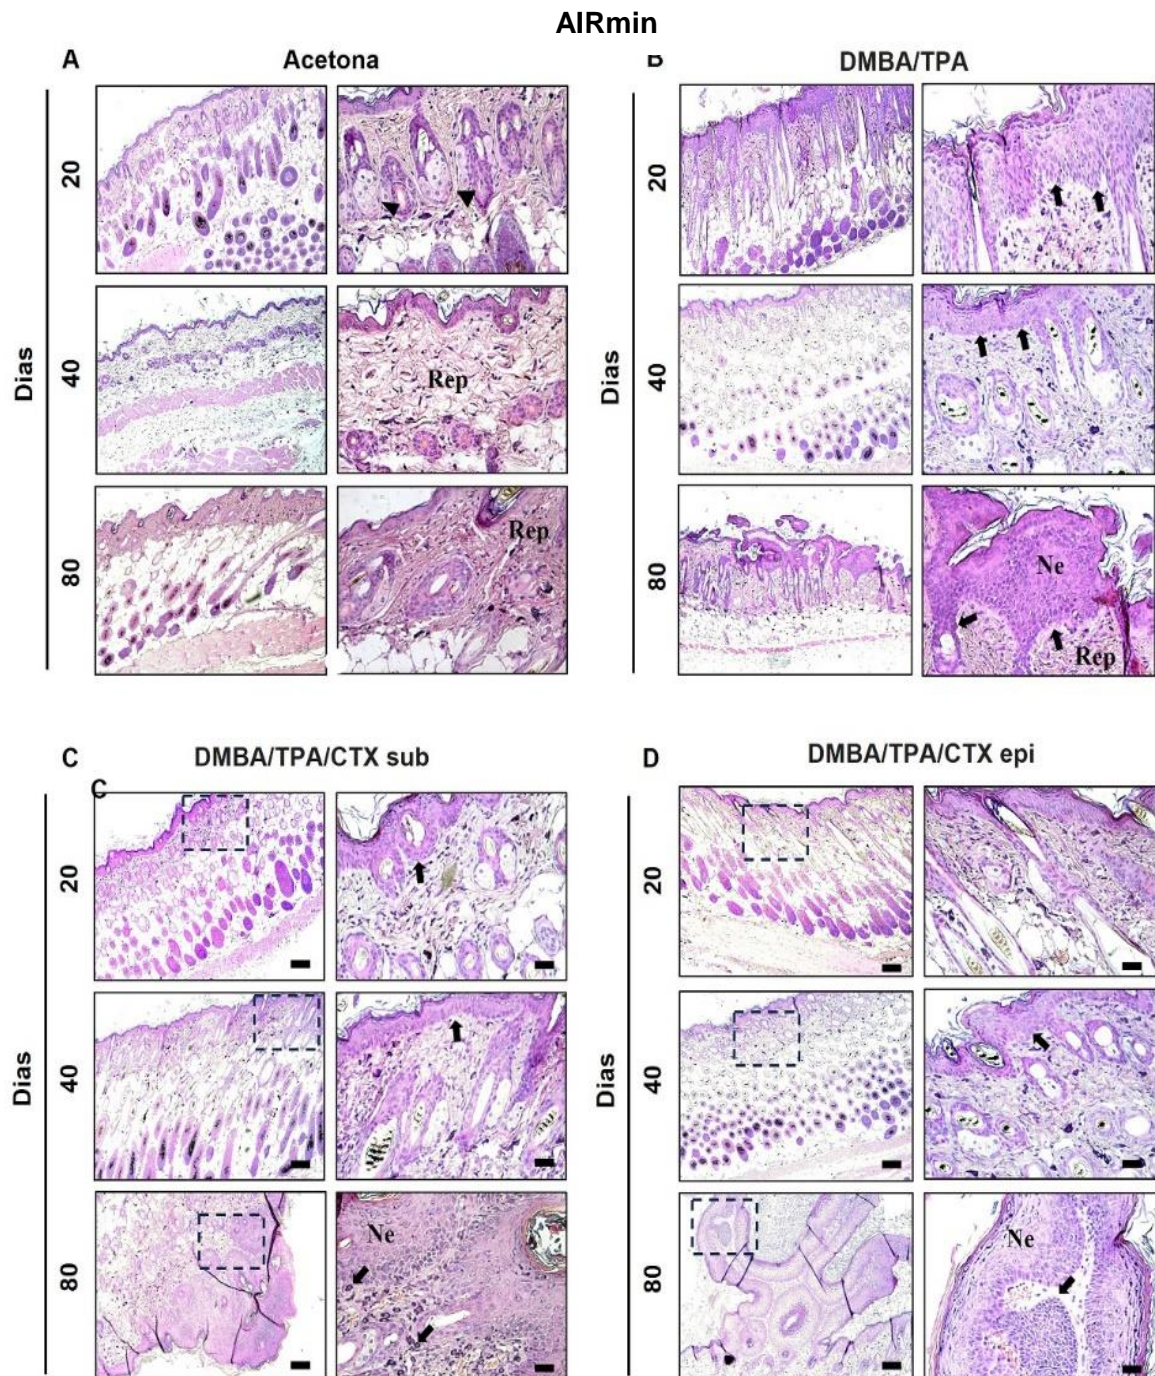 AIRmin
A Acetona
Dias
20
40
Rep
80
Rep
B DMBA/TPA
Dias
20
40
80
Ne
Rep
C DMBA/TPA/CTX sub
C
Dias
20
40
80
Ne
D DMBA/TPA/CTX epi
Dias
20
40
80
Ne